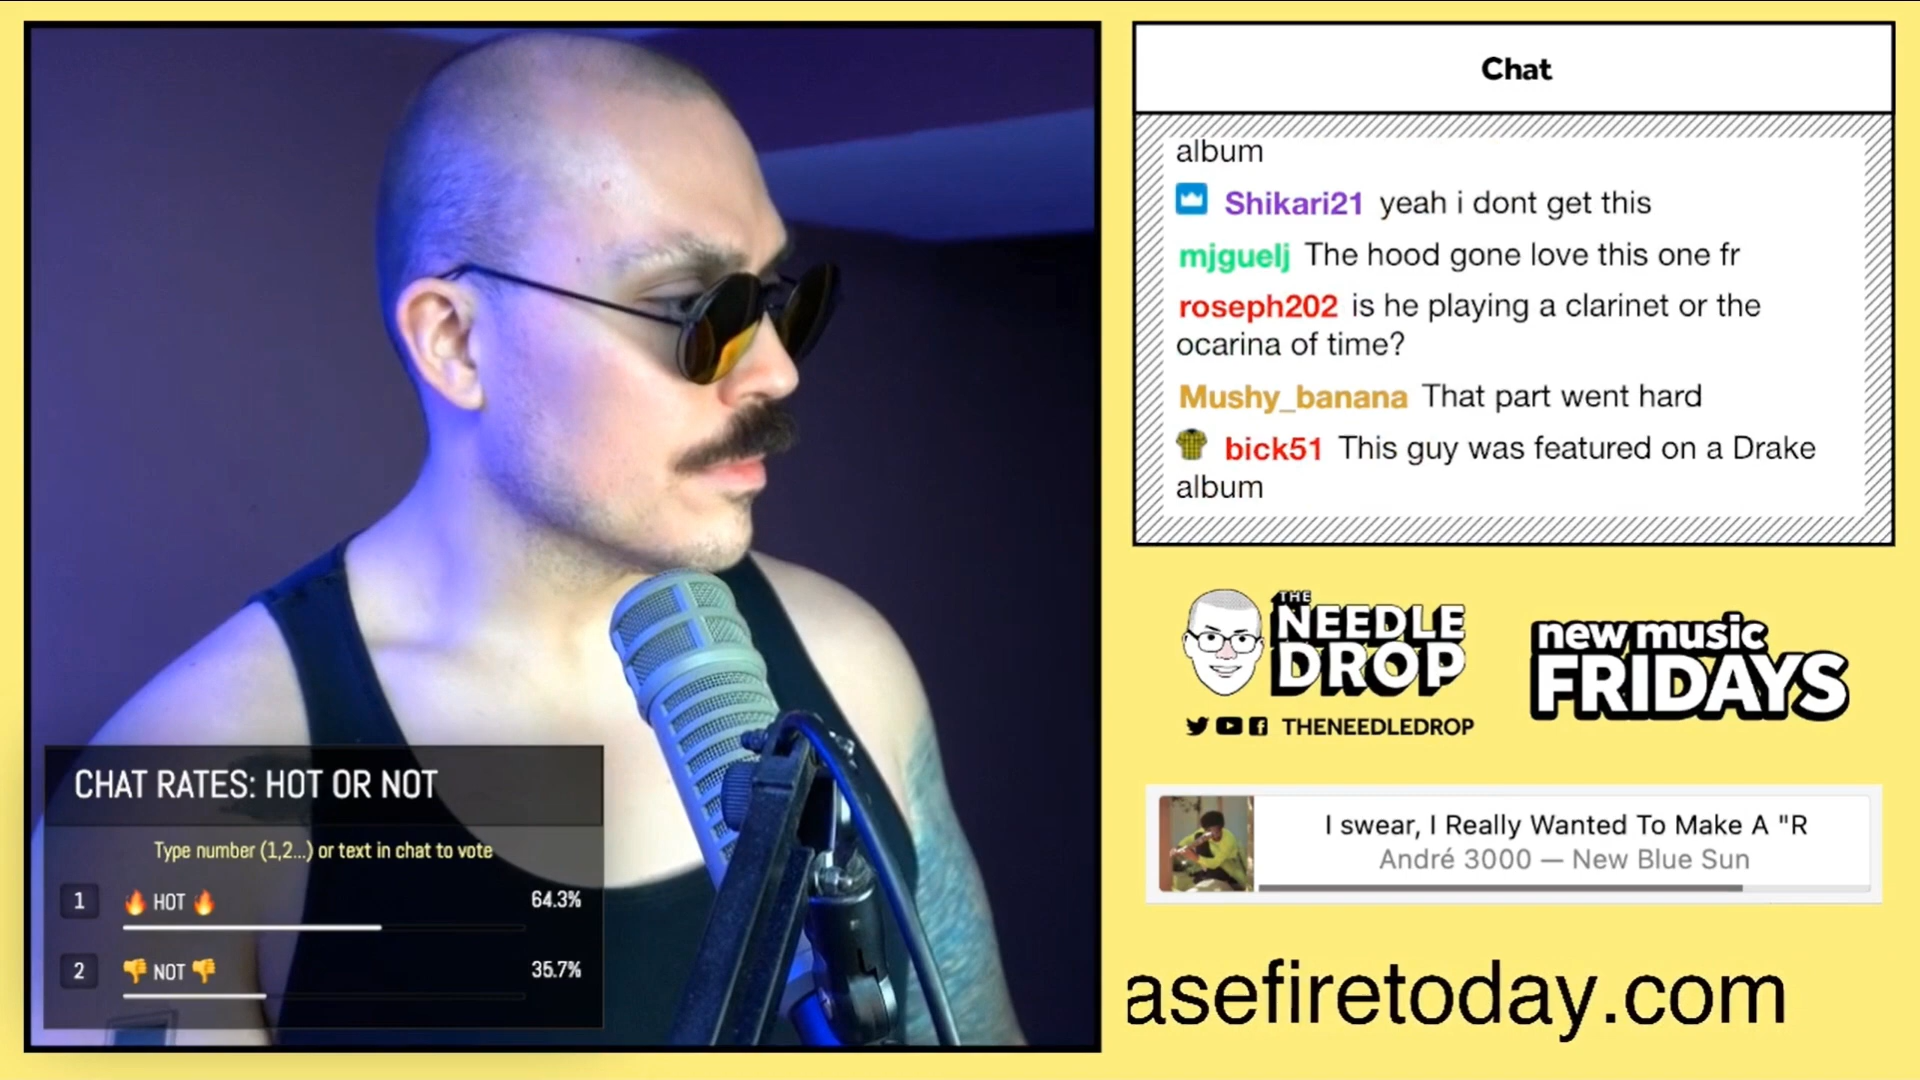 Chat
album
Shikari21 yeah i dont get this
mjguelj The hood gone love this one fr
roseph202 is he playing a clarinet or the
ocarina of time?
Mushy_banana That part went hard
bick51 This guy was featured on a Drake
album
THE
NEEDLE
DROP
THENEEDLEDROP
new music
FRIDAYS
I swear, I Really Wanted To Make A "R
André 3000 — New Blue Sun
asefiretoday.com
CHAT RATES: HOT OR NOT
Type number (1,2...) or text in chat to vote
1 🔥 HOT 🔥 64.3%
2 👎 NOT 👎 35.7%